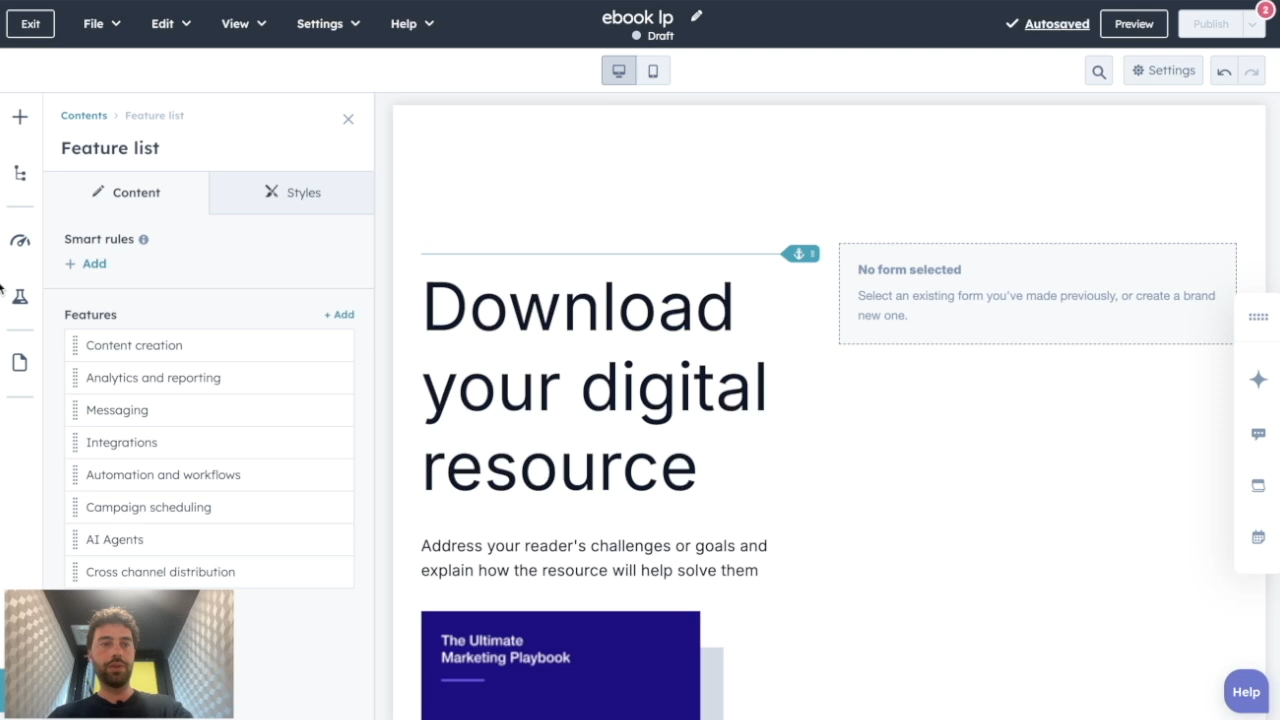 Exit
File
Edit
View
Settings
Help
ebook lp
Draft
Autosaved
Preview
Publish
2
Settings
Contents > Feature list
Feature list
Content
Styles
Smart rules
+ Add
Features
+ Add
Content creation
Analytics and reporting
Messaging
Integrations
Automation and workflows
Campaign scheduling
AI Agents
Cross channel distribution
Download
your digital
resource
Address your reader's challenges or goals and
explain how the resource will help solve them
The Ultimate
Marketing Playbook
No form selected
Select an existing form you've made previously, or create a brand
new one.
Help